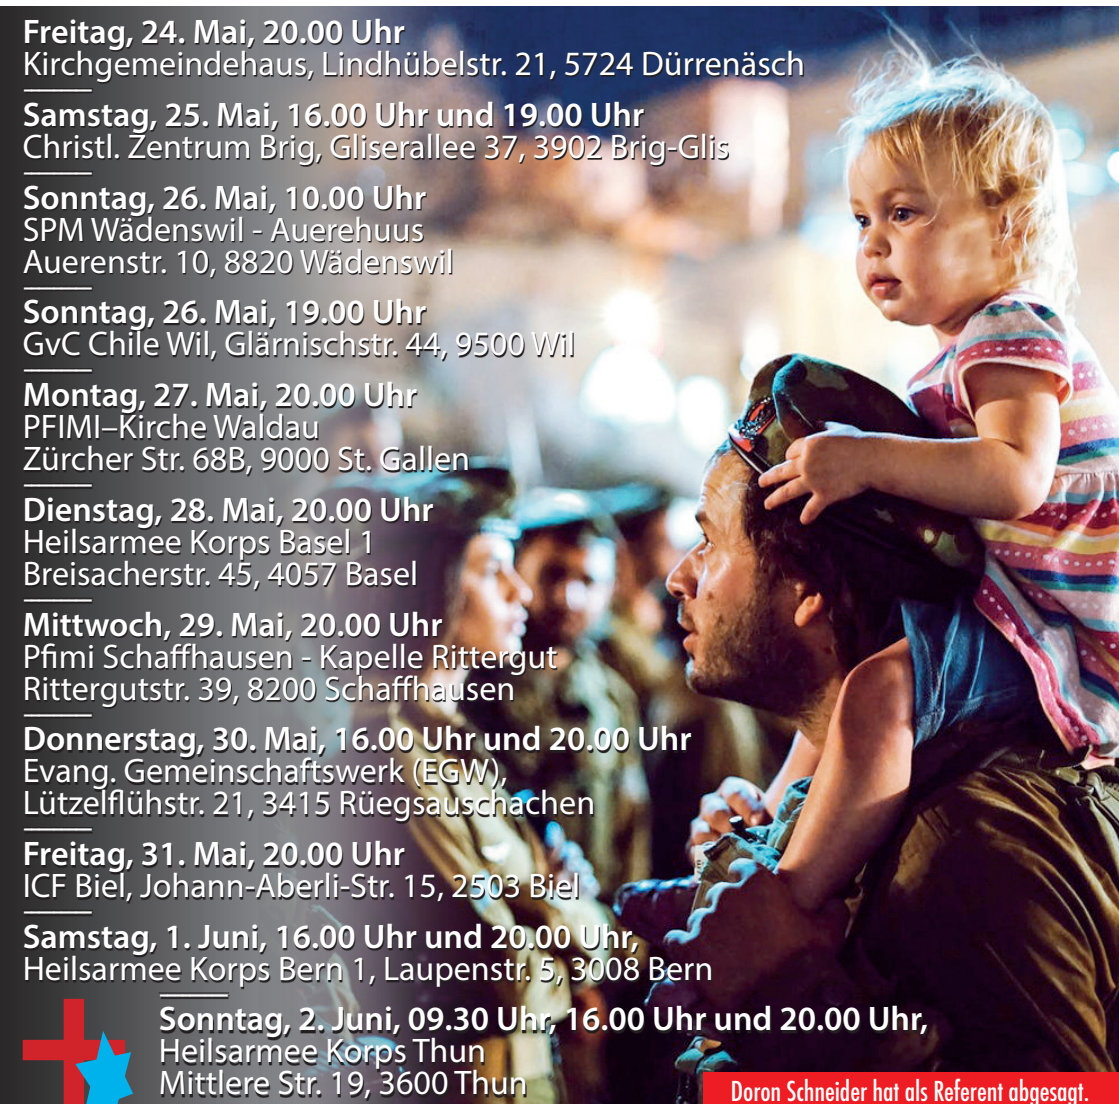 Freitag, 24. Mai, 20.00 Uhr
Kirchgemeindehaus, Lindhübelstr. 21, 5724 Dürrenäsch
Samstag, 25. Mai, 16.00 Uhr und 19.00 Uhr
Christl. Zentrum Brig, Gliserallee 37, 3902 Brig-Glis
Sonntag, 26. Mai, 10.00 Uhr
SPM Wädenswil - Auerehuus
Auerenstr. 10, 8820 Wädenswil
Sonntag, 26. Mai, 19.00 Uhr
GvC Chile Wil, Glärnischstr. 44, 9500 Wil
Montag, 27. Mai, 20.00 Uhr
PFIMI–Kirche Waldau
Zürcher Str. 68B, 9000 St. Gallen
Dienstag, 28. Mai, 20.00 Uhr
Heilsarmee Korps Basel 1
Breisacherstr. 45, 4057 Basel
Mittwoch, 29. Mai, 20.00 Uhr
Pfimi Schaffhausen - Kapelle Rittergut
Rittergutstr. 39, 8200 Schaffhausen
Donnerstag, 30. Mai, 16.00 Uhr und 20.00 Uhr
Evang. Gemeinschaftswerk (EGW),
Lützelflühstr. 21, 3415 Rüegsauschachen
Freitag, 31. Mai, 20.00 Uhr
ICF Biel, Johann-Aberli-Str. 15, 2503 Biel
Samstag, 1. Juni, 16.00 Uhr und 20.00 Uhr,
Heilsarmee Korps Bern 1, Laupenstr. 5, 3008 Bern
Sonntag, 2. Juni, 09.30 Uhr, 16.00 Uhr und 20.00 Uhr,
Heilsarmee Korps Thun
Mittlere Str. 19, 3600 Thun
Doron Schneider hat als Referent abgesagt.